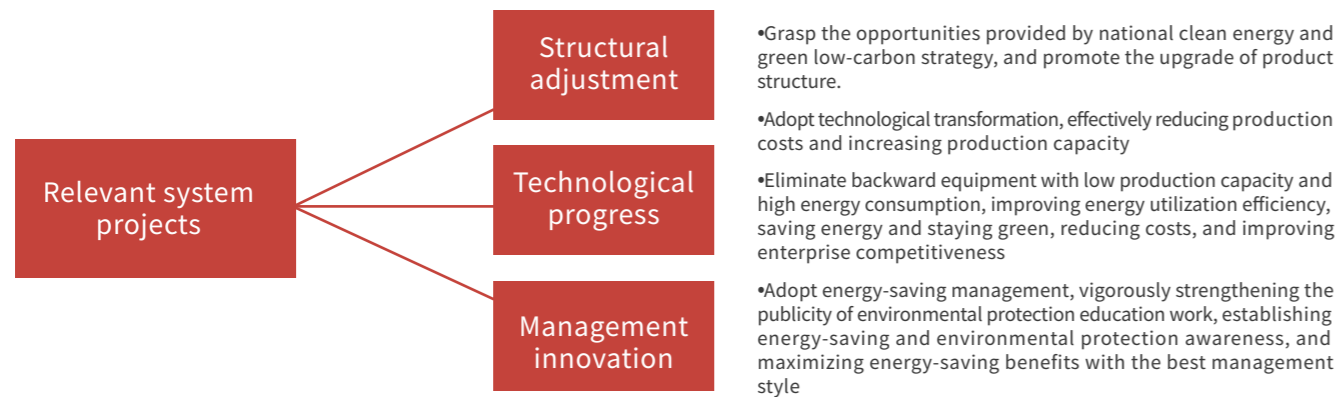 Relevant system
projects
Structural
adjustment
Technological
progress
Management
innovation
•Grasp the opportunities provided by national clean energy and
green low-carbon strategy, and promote the upgrade of product
structure.
•Adopt technological transformation, effectively reducing production
costs and increasing production capacity
•Eliminate backward equipment with low production capacity and
high energy consumption, improving energy utilization efficiency,
saving energy and staying green, reducing costs, and improving
enterprise competitiveness
•Adopt energy-saving management, vigorously strengthening the
publicity of environmental protection education work, establishing
energy-saving and environmental protection awareness, and
maximizing energy-saving benefits with the best management
style